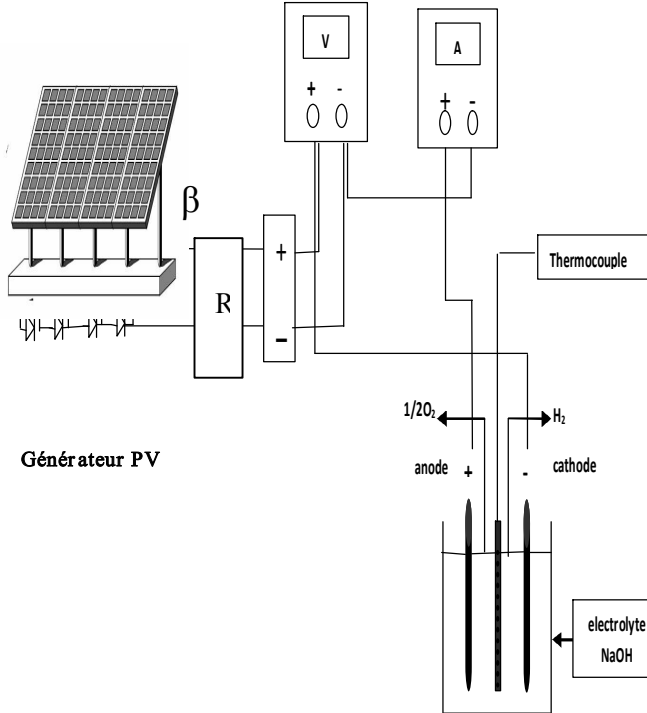 V
+ -
A
+ -
β
+
R
-
Thermocouple
1/2O₂
H₂
Générateur PV
anode + - cathode
electrolyte
NaOH